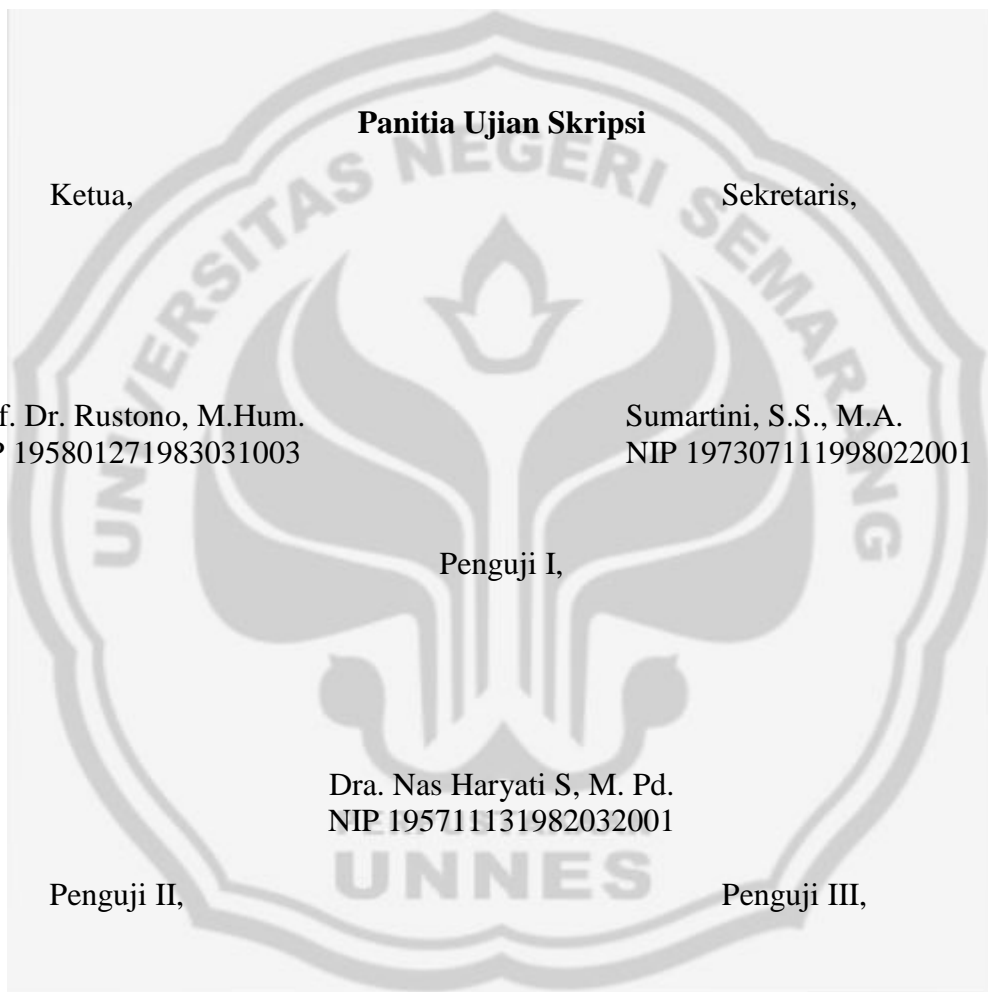 Panitia Ujian Skripsi
Ketua, Sekretaris,
f. Dr. Rustono, M.Hum. Sumartini, S.S., M.A.
195801271983031003 NIP 197307111998022001
Penguji I,
Dra. Nas Haryati S, M. Pd.
NIP 195711131982032001
Penguji II, Penguji III,
UNIVERSITAS NEGERI SEMARANG
UNNES